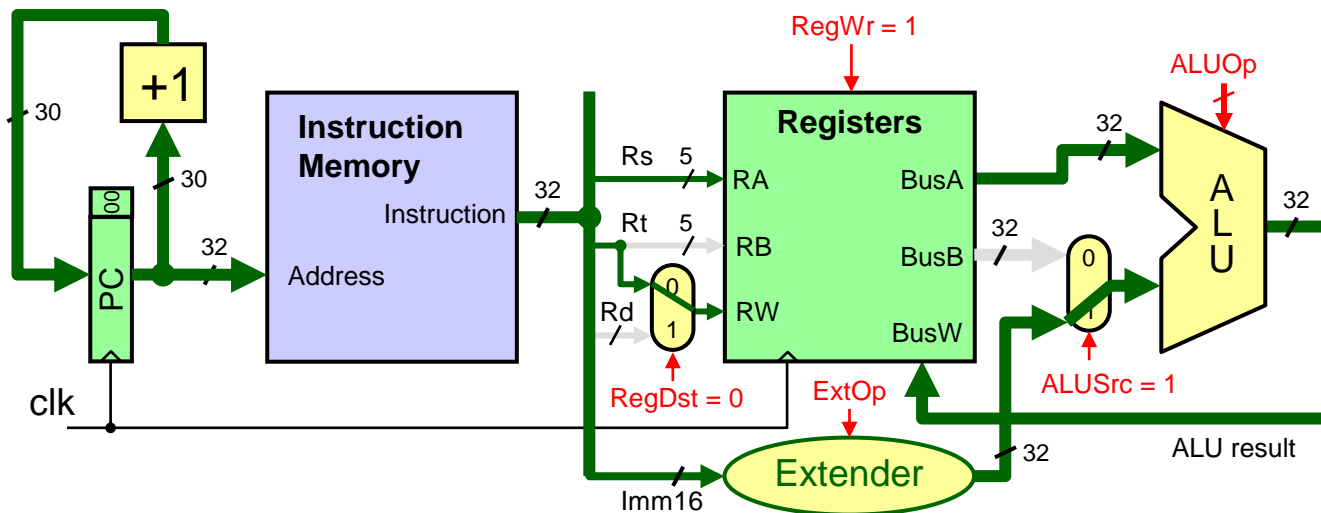 RegWr = 1
ALUOp
+1
30
30
00
PC
32
Instruction
Memory
Instruction
Address
32
Rs
5
Rt
5
Rd
0
1
RegDst = 0
Registers
RA
RB
RW
BusA
BusB
BusW
32
32
0
1
ALUSrc = 1
A
L
U
32
clk
ExtOp
Extender
Imm16
32
ALU result